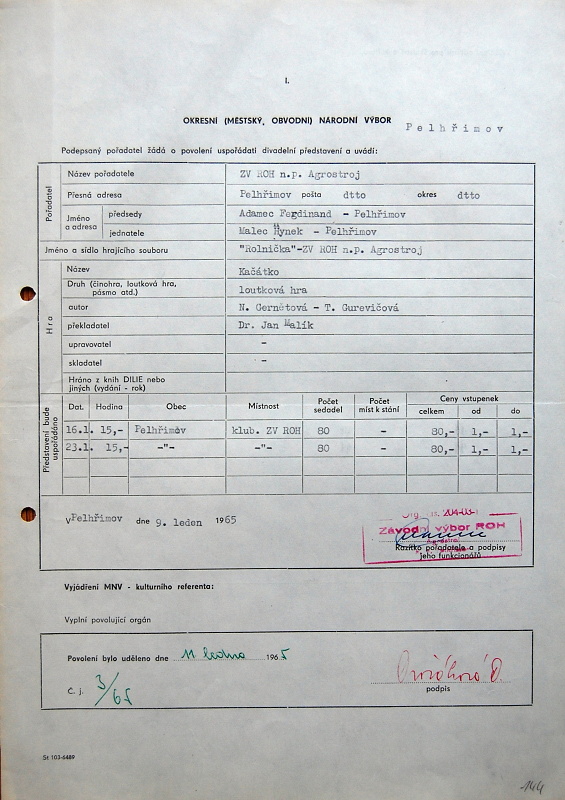 I.
OKRESNÍ (MĚSTSKÝ, OBVODNÍ) NÁRODNÍ VÝBOR Pelhřimov
Podepsaný pořadatel žádá o povolení uspořádati divadelní představení a uvádí:
Pořadatel
Název pořadatele ZV ROH n.p. Agrostroj
Přesná adresa Pelhřimov pošta dtto okres dtto
Jméno a adresa
předsedy Adamec Ferdinand - Pelhřimov
jednatele Malec Hynek - Pelhřimov
Jméno a sídlo hrajícího souboru "Rolnička"-ZV ROH n.p. Agrostroj
Hra
Název Kačátko
Druh (činohra, loutková hra,
pásmo atd.) loutková hra
autor N. Gernětová - T. Gurevičová
překladatel Dr. Jan Malík
upravovatel -
skladatel -
Hráno z knih DILIE nebo
jiných (vydání - rok)
Představení bude uspořádáno
Dat. Hodina Obec Místnost Počet sedadel Počet míst k stání Ceny vstupenek
celkem od do
16.1. 15,- Pelhřimov klub. ZV ROH 80 - 80,- 1,- 1,-
23.1. 15,- -"- -"- 80 - 80,- 1,- 1,-
V Pelhřimov dne 9. leden 1965
Závodní výbor ROH
Razítko pořadatele a podpisy
jeho funkcionářů
Vyjádření MNV - kulturního referenta:
Vyplní povolující orgán
Povolení bylo uděleno dne 11 ledna 1965
Č. j. 3/65
podpis
St 103-6489
144